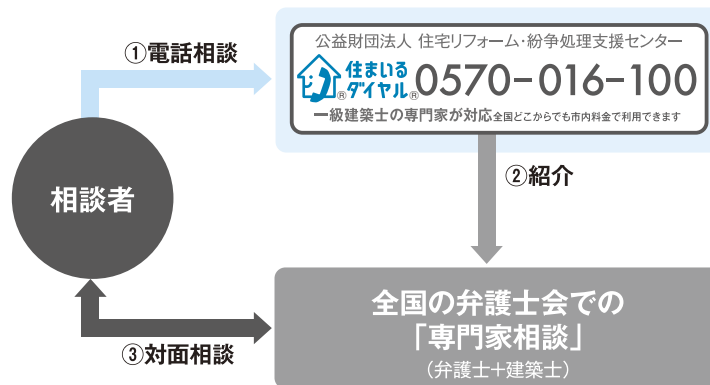 ①電話相談
公益財団法人 住宅リフォーム・紛争処理支援センター
住まいる
ダイヤル
®
®
0570-016-100
一級建築士の専門家が対応全国どこからでも市内料金で利用できます
②紹介
相談者
全国の弁護士会での
「専門家相談」
(弁護士+建築士)
③対面相談